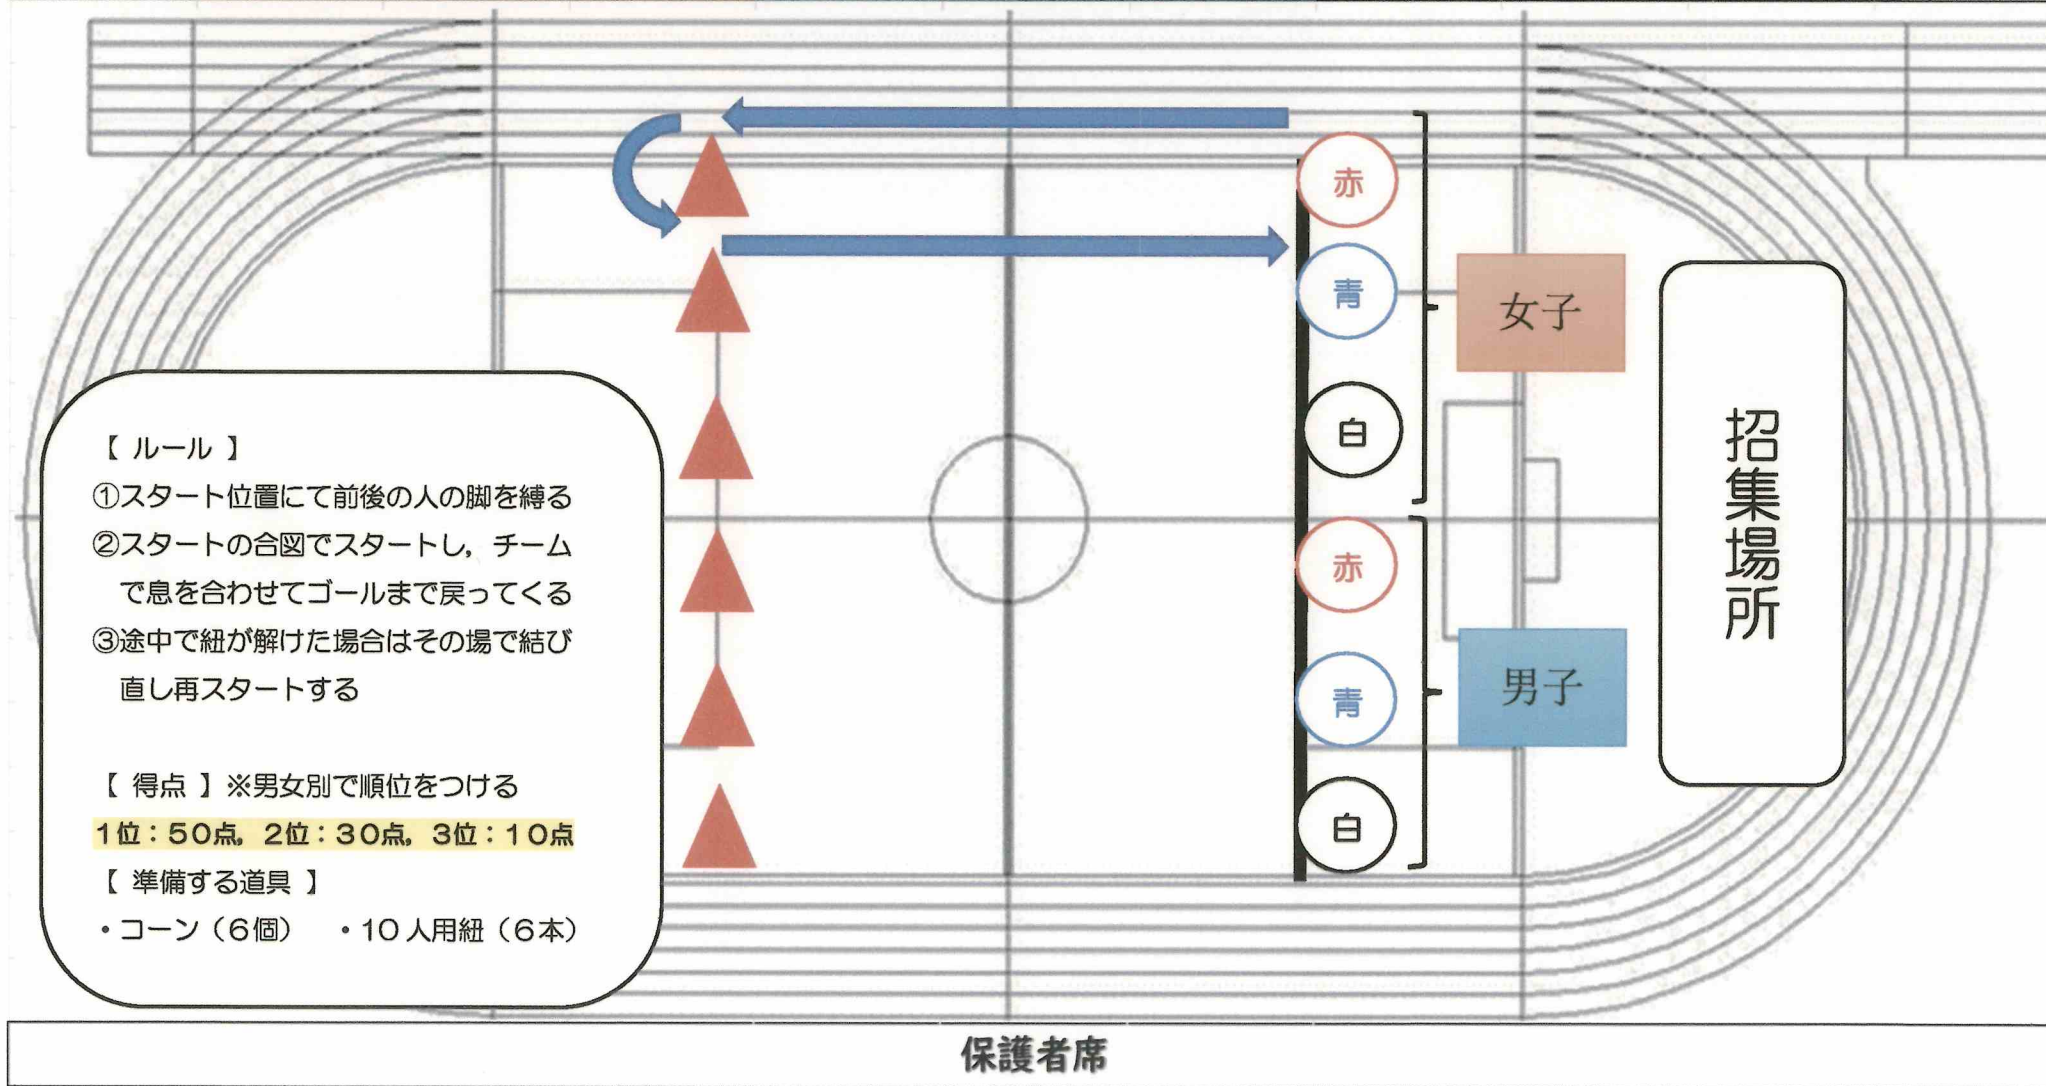 赤
青
女子
白
赤
青
男子
白
招集場所
【 ルール 】
①スタート位置にて前後の人の脚を縛る
②スタートの合図でスタートし，チーム
で息を合わせてゴールまで戻ってくる
③途中で紐が解けた場合はその場で結び
直し再スタートする
【 得点 】※男女別で順位をつける
1位：50点，2位：30点，3位：10点
【 準備する道具 】
・コーン（6個）　・10人用紐（6本）
保護者席